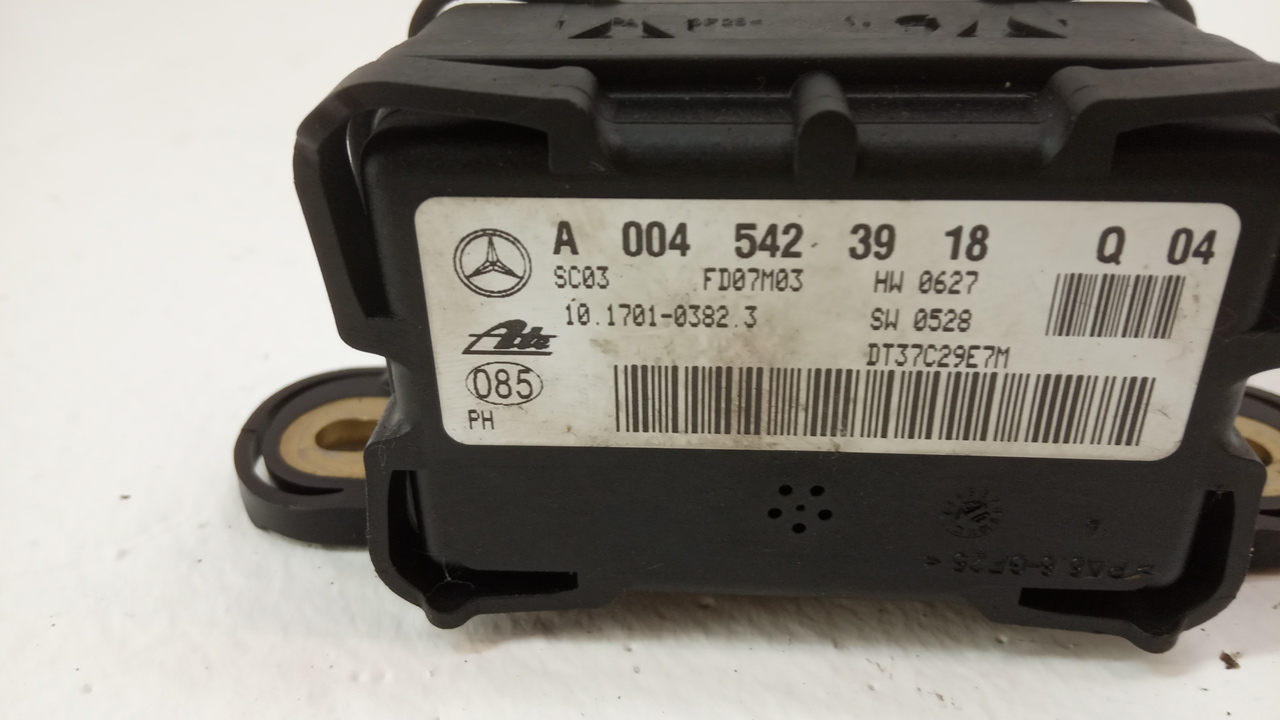 A 004 542 39 18 Q 04
SC03 FD07M03 HW 0627
10.1701-0382.3 SW 0528
Ate DT37C29E7M
085
PH